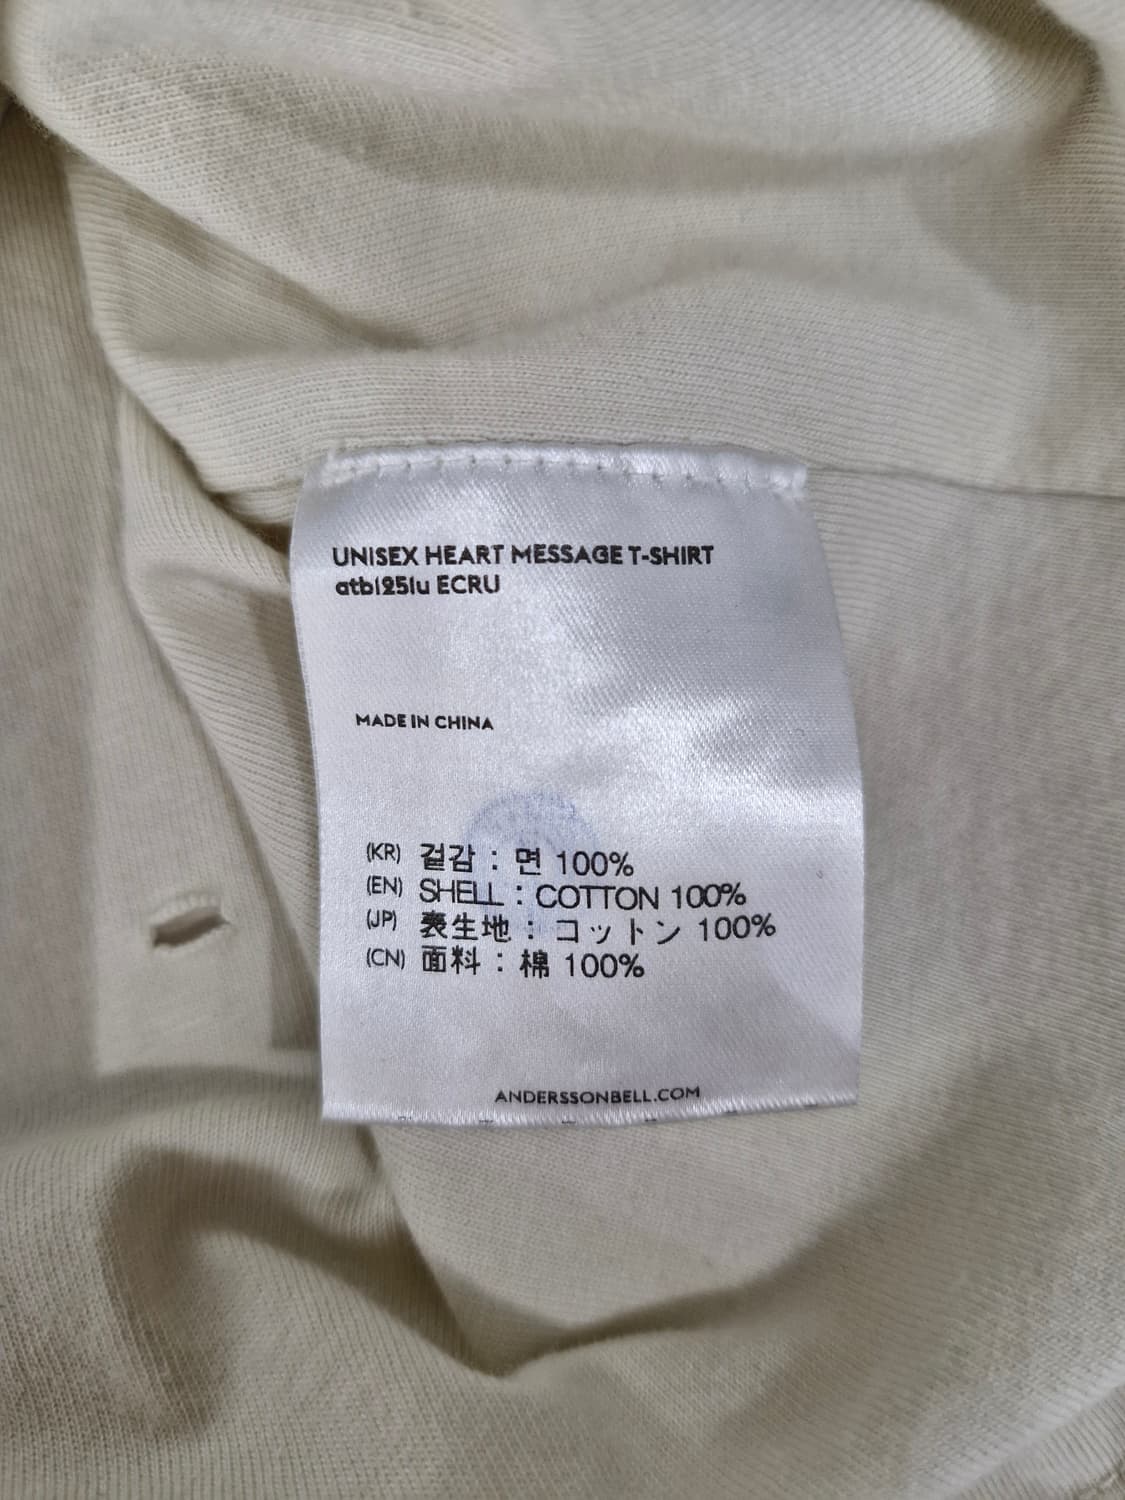 UNISEX HEART MESSAGE T-SHIRT
atb1251u ECRU
MADE IN CHINA
(KR) 겉감 : 면 100%
(EN) SHELL : COTTON 100%
(JP) 表生地 : コットン 100%
(CN) 面料 : 棉 100%
ANDERSSONBELL.COM